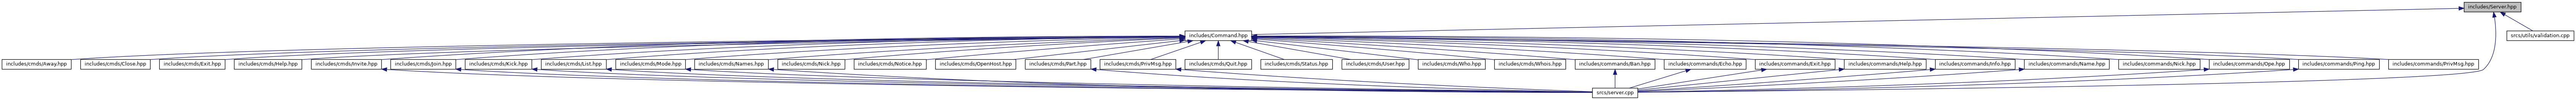 includes/Server.hpp
includes/Command.hpp
srcs/utils/validation.cpp
includes/cmds/Away.hpp
includes/cmds/Close.hpp
includes/cmds/Exit.hpp
includes/cmds/Help.hpp
includes/cmds/Invite.hpp
includes/cmds/Join.hpp
includes/cmds/Kick.hpp
includes/cmds/List.hpp
includes/cmds/Mode.hpp
includes/cmds/Names.hpp
includes/cmds/Nick.hpp
includes/cmds/Notice.hpp
includes/cmds/OpenHost.hpp
includes/cmds/Part.hpp
includes/cmds/PrivMsg.hpp
includes/cmds/Quit.hpp
includes/cmds/Status.hpp
includes/cmds/User.hpp
includes/cmds/Who.hpp
includes/cmds/Whois.hpp
includes/commands/Ban.hpp
includes/commands/Echo.hpp
includes/commands/Exit.hpp
includes/commands/Help.hpp
includes/commands/Info.hpp
includes/commands/Name.hpp
includes/commands/Nick.hpp
includes/commands/Ope.hpp
includes/commands/Ping.hpp
includes/commands/PrivMsg.hpp
srcs/server.cpp